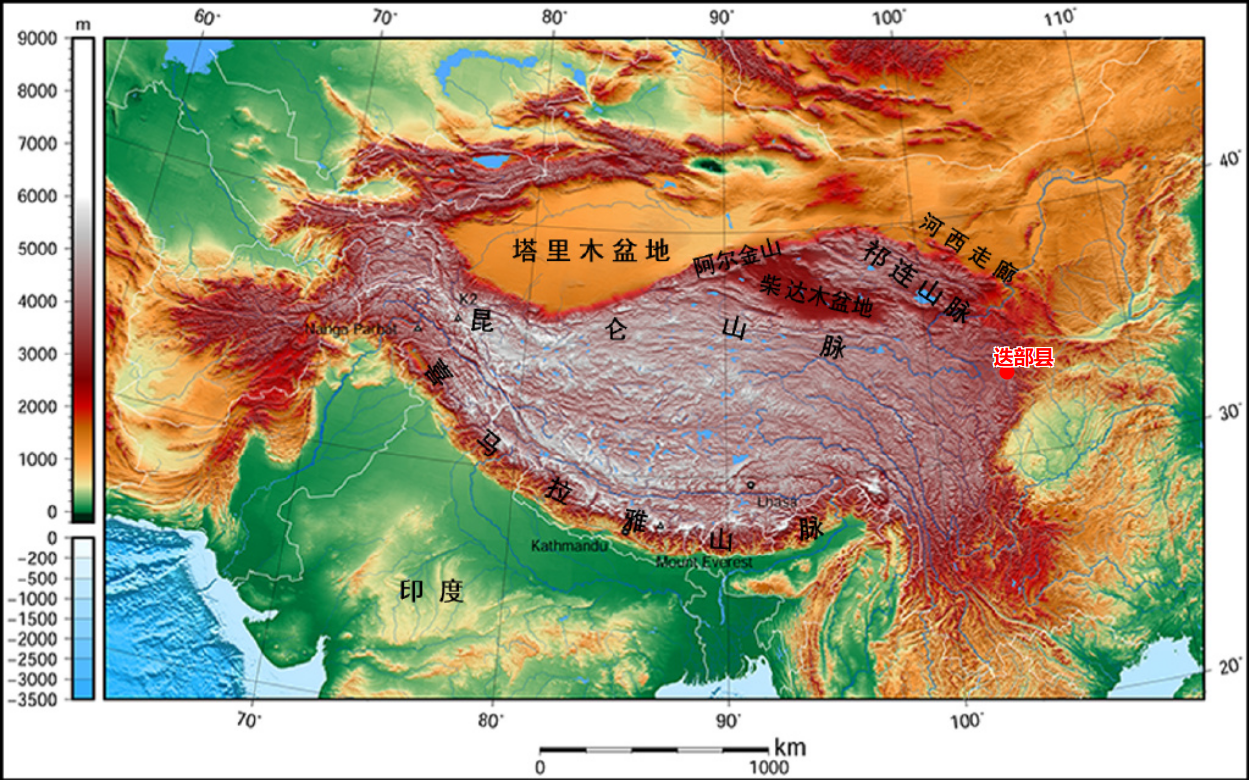 60° 70° 80° 90° 100° 110°
m
9000
8000
7000
6000
5000
4000
3000
2000
1000
0
0
-200
-500
-1000
-1500
-2000
-2500
-3000
-3500
40°
30°
20°
塔里木盆地
阿尔金山
柴达木盆地
祁连山脉
河西走廊
K2
Nanga Parbat
昆仑山脉
迭部县
喜马拉雅山脉
Lhasa
Kathmandu
Mount Everest
印度
70° 80° 90° 100°
km
0 1000